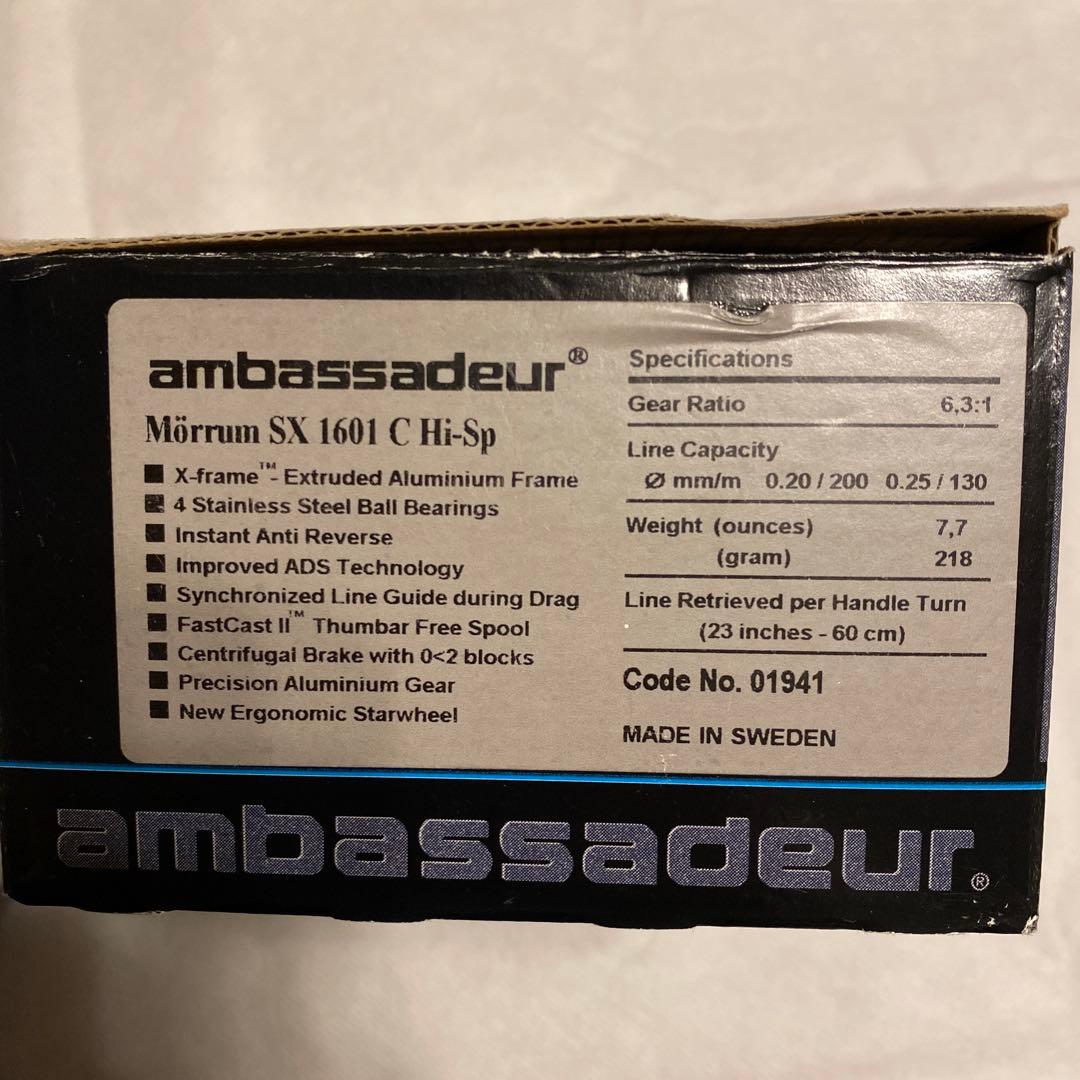 ambassadeur®
Mörrum SX 1601 C Hi-Sp
■ X-frame™- Extruded Aluminium Frame
■ 4 Stainless Steel Ball Bearings
■ Instant Anti Reverse
■ Improved ADS Technology
■ Synchronized Line Guide during Drag
■ FastCast II™ Thumbar Free Spool
■ Centrifugal Brake with 0<2 blocks
■ Precision Aluminium Gear
■ New Ergonomic Starwheel
Specifications
Gear Ratio 6,3:1
Line Capacity
Ø mm/m 0.20 / 200 0.25 / 130
Weight (ounces) 7,7
(gram) 218
Line Retrieved per Handle Turn
(23 inches - 60 cm)
Code No. 01941
MADE IN SWEDEN
ambassadeur®